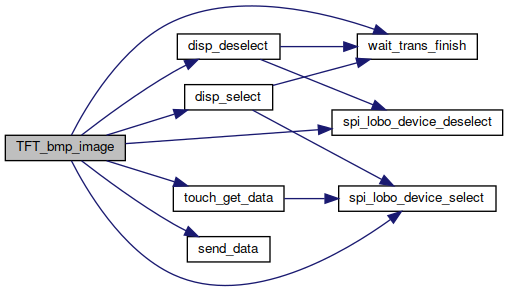 TFT_bmp_image
disp_deselect
disp_select
touch_get_data
send_data
wait_trans_finish
spi_lobo_device_deselect
spi_lobo_device_select